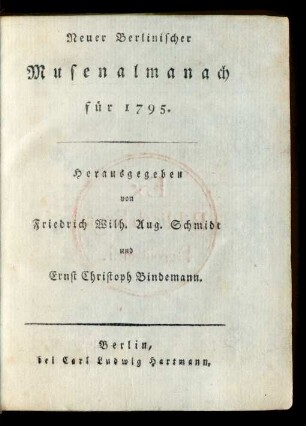 Neuer Berlinischer
Musenalmanach
für 1795.
Herausgegeben
von
Friedrich Wilh. Aug. Schmidt
und
Ernst Christoph Bindemann.
Berlin,
bei Carl Ludwig Hartmann.